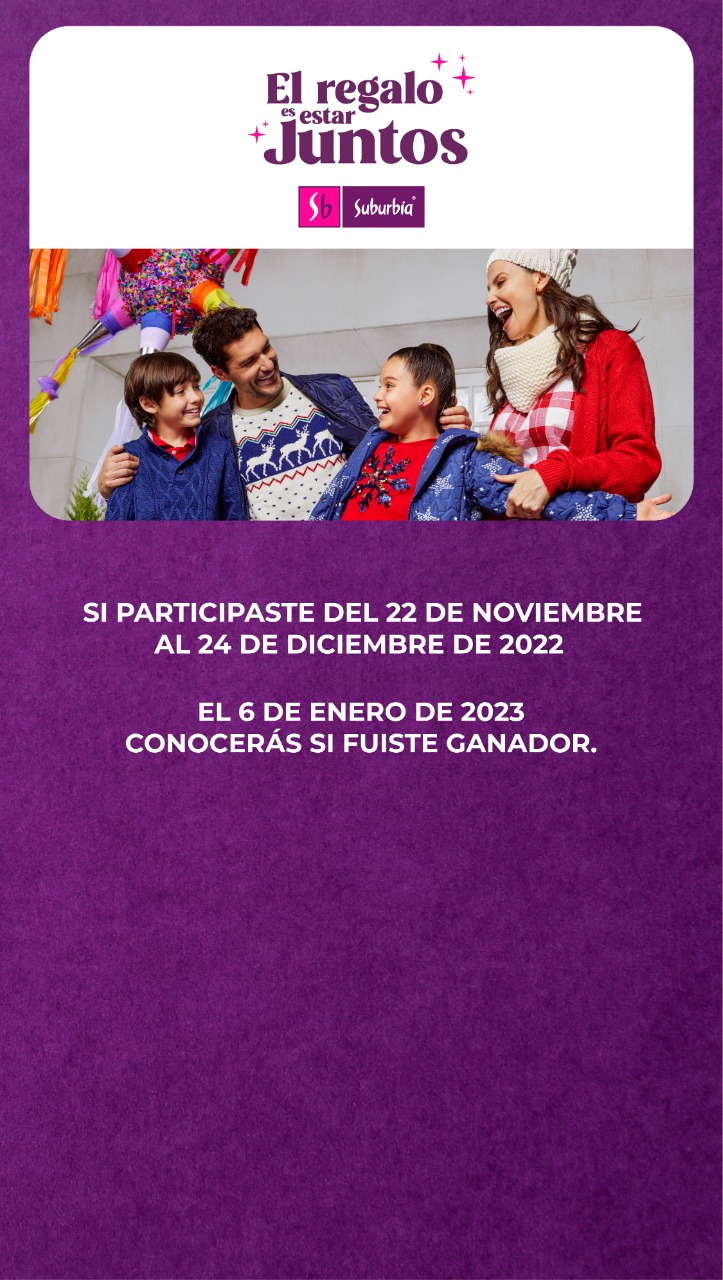 El regalo
es estar
Juntos
Sb Suburbia®
SI PARTICIPASTE DEL 22 DE NOVIEMBRE
AL 24 DE DICIEMBRE DE 2022
EL 6 DE ENERO DE 2023
CONOCERÁS SI FUISTE GANADOR.